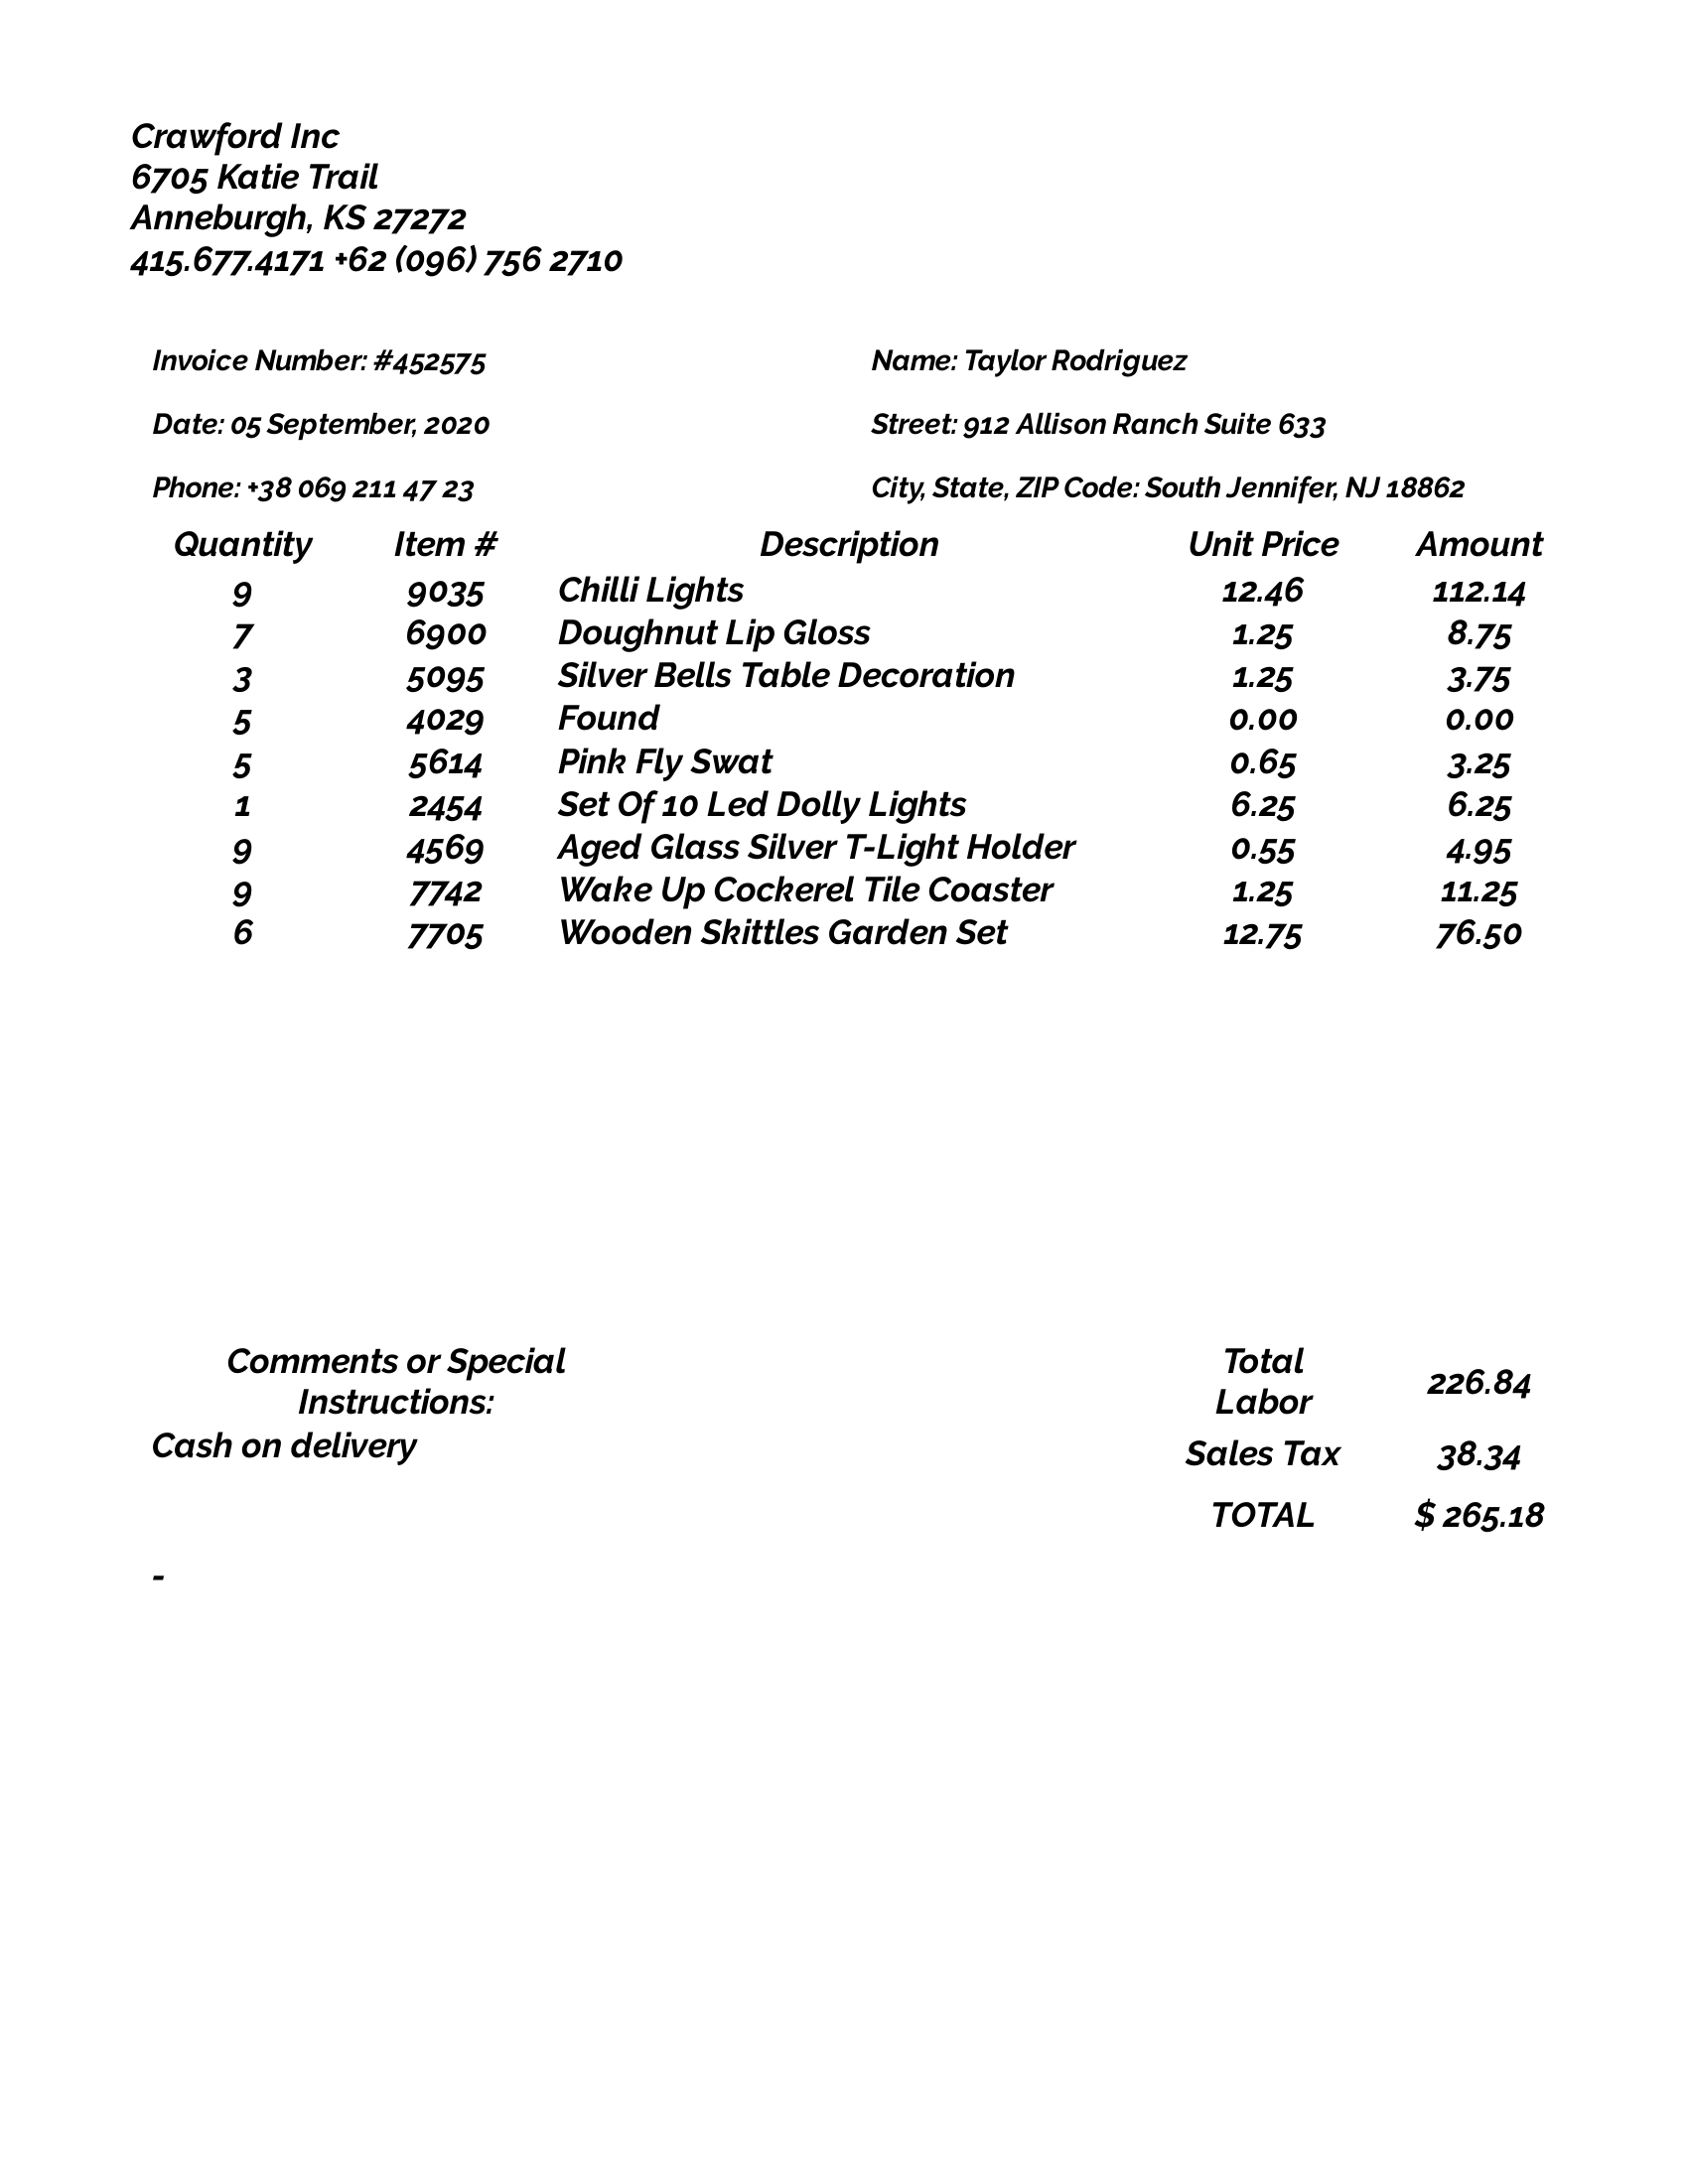 Crawford Inc
6705 Katie Trail
Anneburgh, KS 27272
415.677.4171 +62 (096) 756 2710
Invoice Number: #452575 Name: Taylor Rodriguez
Date: 05 September, 2020 Street: 912 Allison Ranch Suite 633
Phone: +38 069 211 47 23 City, State, ZIP Code: South Jennifer, NJ 18862
Quantity Item # Description Unit Price Amount
9 9035 Chilli Lights 12.46 112.14
7 6900 Doughnut Lip Gloss 1.25 8.75
3 5095 Silver Bells Table Decoration 1.25 3.75
5 4029 Found 0.00 0.00
5 5614 Pink Fly Swat 0.65 3.25
1 2454 Set Of 10 Led Dolly Lights 6.25 6.25
9 4569 Aged Glass Silver T-Light Holder 0.55 4.95
9 7742 Wake Up Cockerel Tile Coaster 1.25 11.25
6 7705 Wooden Skittles Garden Set 12.75 76.50
Comments or Special
Instructions:
Cash on delivery
Total
Labor 226.84
Sales Tax 38.34
TOTAL $ 265.18
-